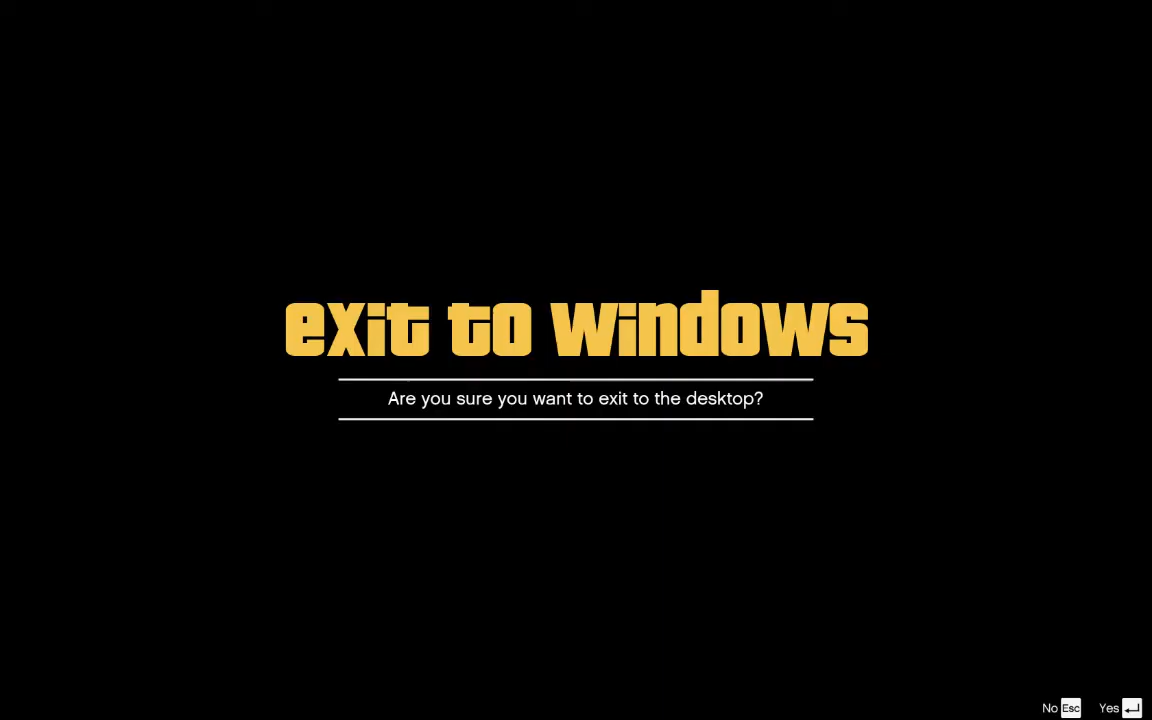 exit to windows
Are you sure you want to exit to the desktop?
No Esc Yes